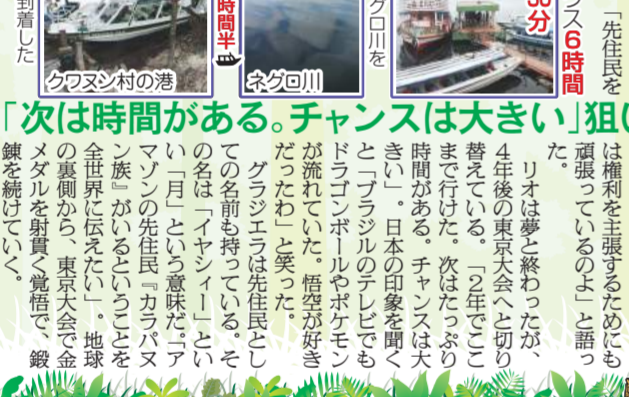 「先住民を
ラス6時間
0分
グロ川を
時間半
到着した
ネグロ川
クワヌン村の港
「次は時間がある。チャンスは大きい」狙
は権利を主張するためにも
頑張っているのよ」と語っ
た。
リオは夢と終わったが、
４年後の東京大会へと切り
替えている。「２年でここ
まで行けた。次はたっぷり
時間がある。チャンスは大
きい」。日本の印象を聞く
と「ブラジルのテレビでも
ドラゴンボールやポケモン
が流れていた。悟空が好き
だったわ」と笑った。
グラジエラは先住民とし
ての名前も持っている。そ
の名は「イヤシィー」とい
い「月」という意味だ。「ア
マゾンの先住民『カラパヌ
ン族』がいるということを
全世界に伝えたい」。地球
の裏側から、東京大会で金
メダルを射貫く覚悟で、鍛
錬を続けていく。